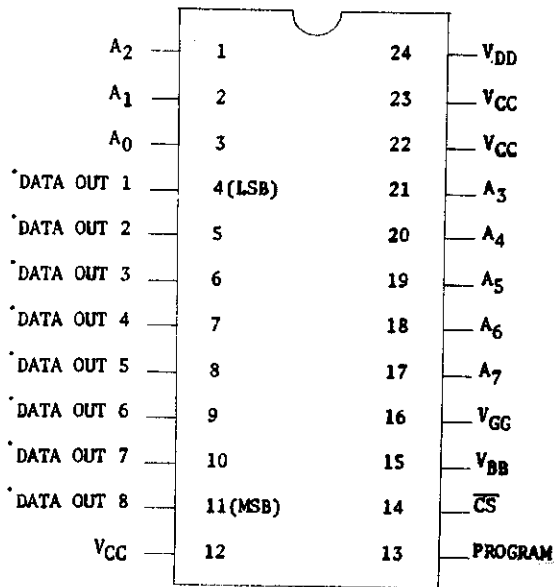 A2 1 24 VDD
A1 2 23 VCC
A0 3 22 VCC
*DATA OUT 1 4(LSB) 21 A3
*DATA OUT 2 5 20 A4
*DATA OUT 3 6 19 A5
*DATA OUT 4 7 18 A6
*DATA OUT 5 8 17 A7
*DATA OUT 6 9 16 VGG
*DATA OUT 7 10 15 VBB
*DATA OUT 8 11(MSB) 14 C̅S̅
VCC 12 13 PROGRAM